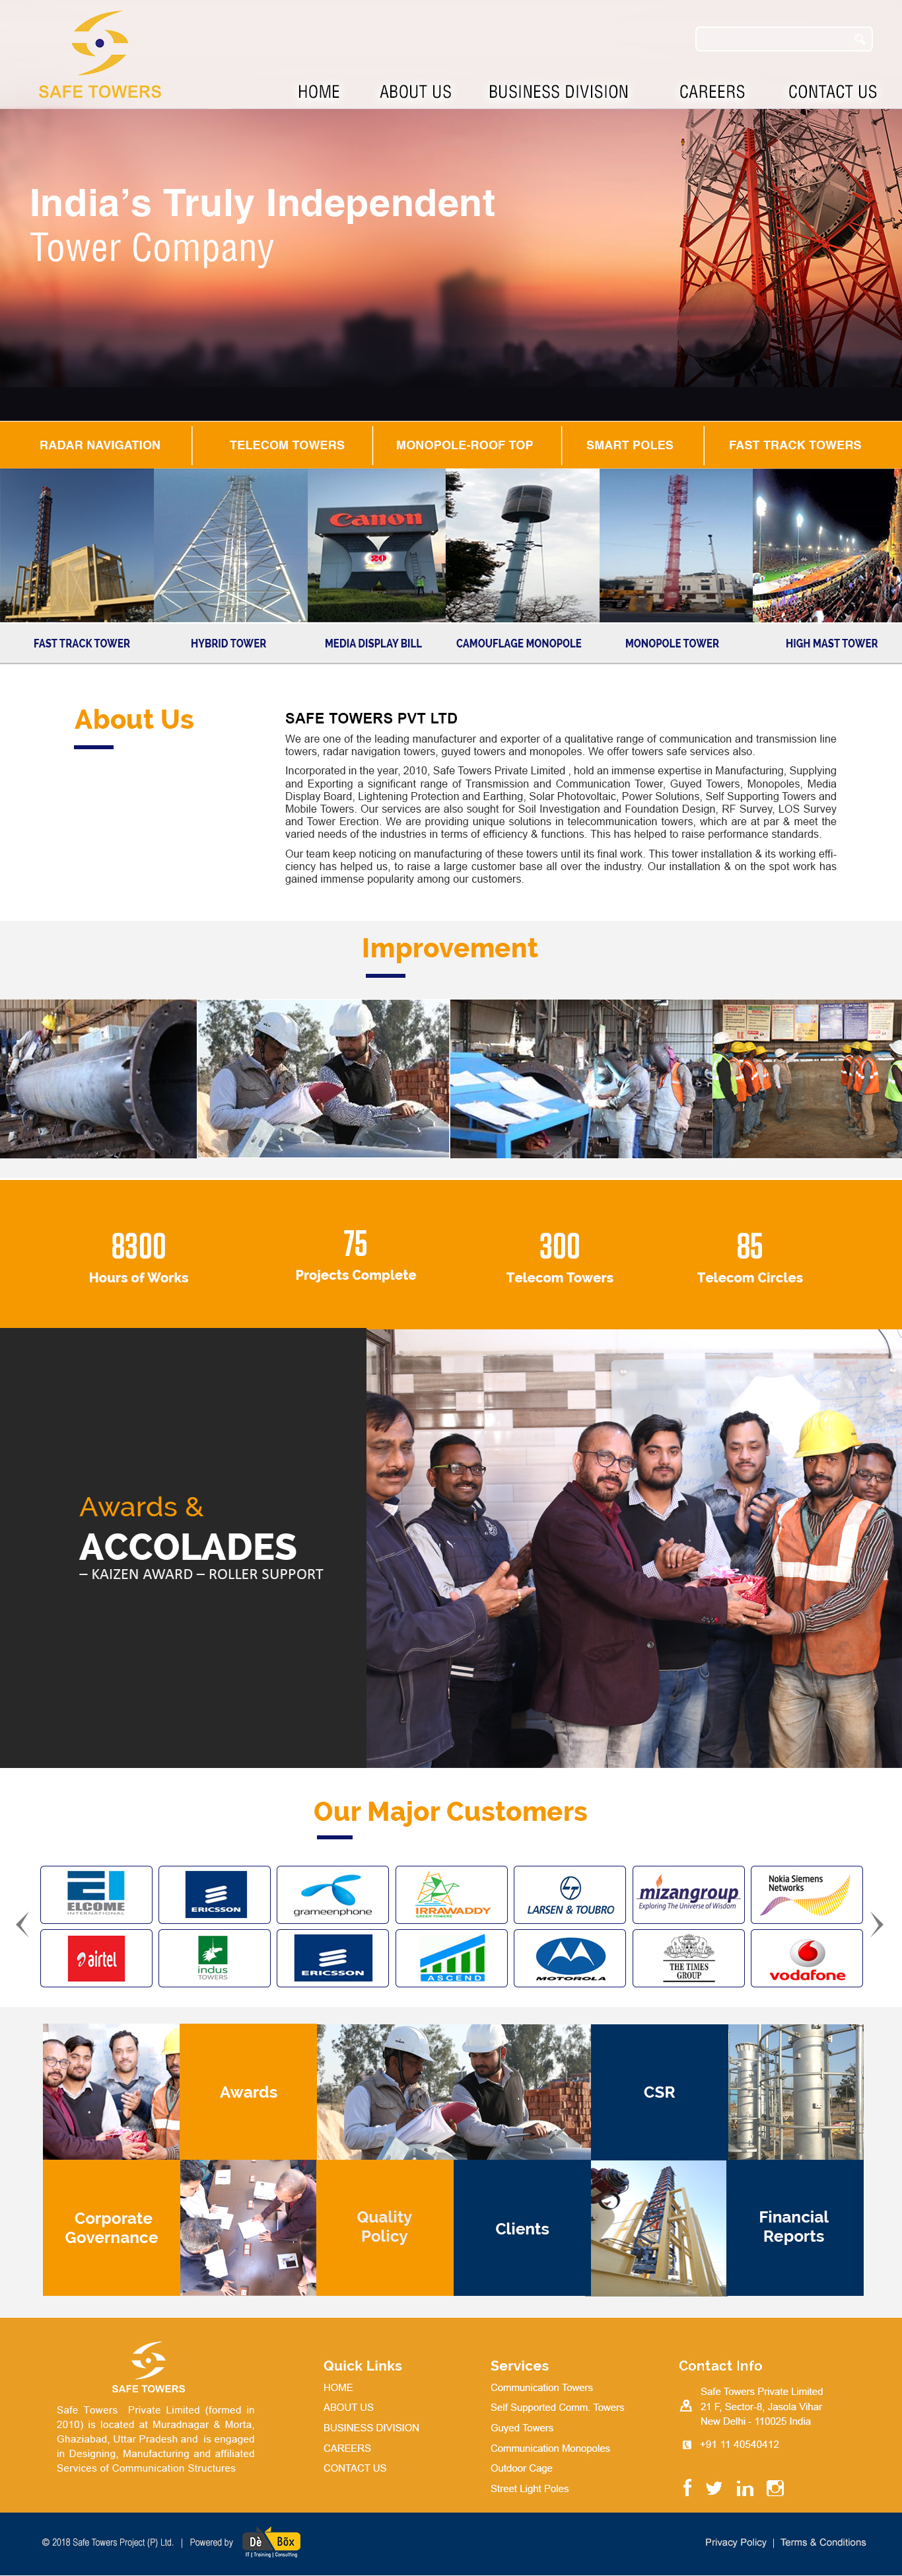 SAFE TOWERS
HOME ABOUT US BUSINESS DIVISION CAREERS CONTACT US
India's Truly Independent
Tower Company
RADAR NAVIGATION TELECOM TOWERS MONOPOLE-ROOF TOP SMART POLES FAST TRACK TOWERS
Canon
20
FAST TRACK TOWER HYBRID TOWER MEDIA DISPLAY BILL CAMOUFLAGE MONOPOLE MONOPOLE TOWER HIGH MAST TOWER
About Us
SAFE TOWERS PVT LTD
We are one of the leading manufacturer and exporter of a qualitative range of communication and transmission line
towers, radar navigation towers, guyed towers and monopoles. We offer towers safe services also.
Incorporated in the year, 2010, Safe Towers Private Limited , hold an immense expertise in Manufacturing, Supplying
and Exporting a significant range of Transmission and Communication Tower, Guyed Towers, Monopoles, Media
Display Board, Lightening Protection and Earthing, Solar Photovoltaic, Power Solutions, Self Supporting Towers and
Mobile Towers. Our services are also sought for Soil Investigation and Foundation Design, RF Survey, LOS Survey
and Tower Erection. We are providing unique solutions in telecommunication towers, which are at par & meet the
varied needs of the industries in terms of efficiency & functions. This has helped to raise performance standards.
Our team keep noticing on manufacturing of these towers until its final work. This tower installation & its working effi-
ciency has helped us, to raise a large customer base all over the industry. Our installation & on the spot work has
gained immense popularity among our customers.
Improvement
8300 75 300 85
Hours of Works Projects Complete Telecom Towers Telecom Circles
Awards &
ACCOLADES
– KAIZEN AWARD – ROLLER SUPPORT
Our Major Customers
ELCOME
INTERNATIONAL
ERICSSON
grameenphone
IRRAWADDY
GREEN TOWERS
LARSEN & TOUBRO
mizangroup
Exploring The Universe of Wisdom
Nokia Siemens
Networks
airtel
indus
TOWERS
ERICSSON
ASCEND
MOTOROLA
THE TIMES
GROUP
vodafone
Awards
CSR
Corporate
Governance
Quality
Policy
Clients
Financial
Reports
SAFE TOWERS
Safe Towers Private Limited (formed in
2010) is located at Muradnagar & Morta,
Ghaziabad, Uttar Pradesh and is engaged
in Designing, Manufacturing and affiliated
Services of Communication Structures
Quick Links
HOME
ABOUT US
BUSINESS DIVISION
CAREERS
CONTACT US
Services
Communication Towers
Self Supported Comm. Towers
Guyed Towers
Communication Monopoles
Outdoor Cage
Street Light Poles
Contact Info
Safe Towers Private Limited
21 F, Sector-8, Jasola Vihar
New Delhi - 110025 India
+91 11 40540412
© 2018 Safe Towers Project (P) Ltd. | Powered by
Dè Böx
IT | Training | Consulting
Privacy Policy | Terms & Conditions